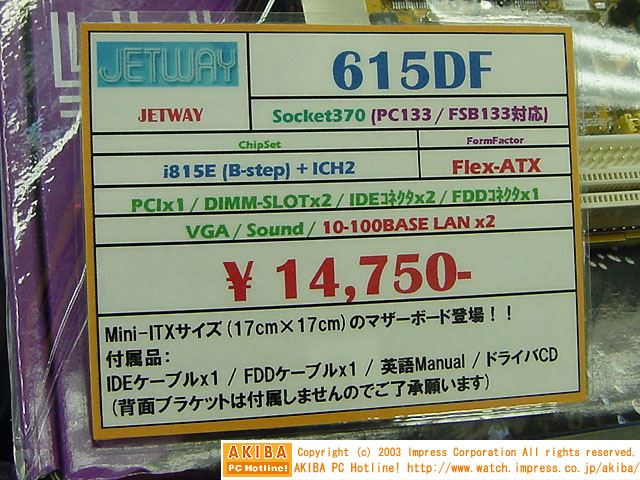 JETWAY
615DF
JETWAY
Socket370 (PC133 / FSB133対応)
ChipSet
FormFactor
i815E (B-step) + ICH2
Flex-ATX
PCIx1 / DIMM-SLOTx2 / IDEｺﾈｸﾀx2 / FDDｺﾈｸﾀx1
VGA / Sound / 10-100BASE LAN x2
¥ 14,750-
Mini-ITXサイズ(17cm×17cm)のマザーボード登場！！
付属品：
IDEケーブルx1 / FDDケーブルx1 / 英語Manual / ドライバCD
(背面ブラケットは付属しませんのでご了承願います)
AKIBA
PC Hotline!
Copyright (c) 2003 Impress Corporation All rights reserved.
AKIBA PC Hotline! http://www.watch.impress.co.jp/akiba/